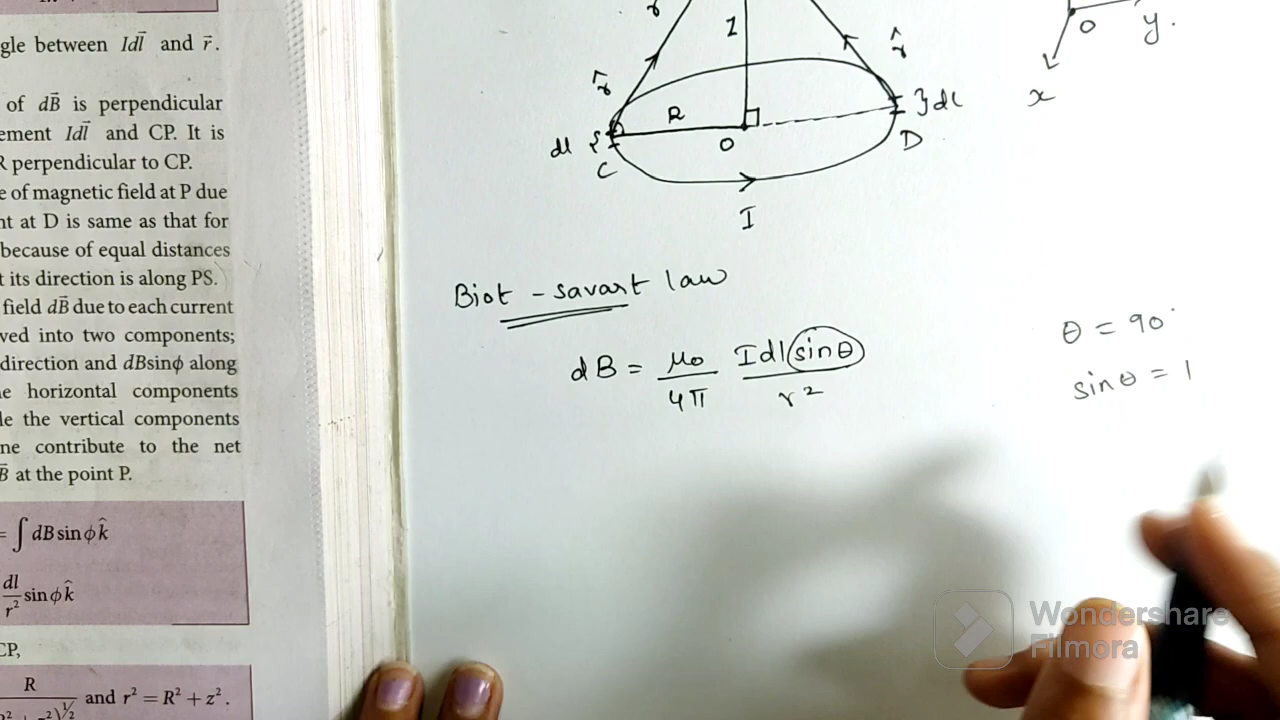 gle between Idl⃗ and r⃗.
of dB⃗ is perpendicular
ement Idl⃗ and CP. It is
R perpendicular to CP.
e of magnetic field at P due
nt at D is same as that for
because of equal distances
t its direction is along PS.
field dB⃗ due to each current
ved into two components;
direction and dBsinϕ along
e horizontal components
le the vertical components
ne contribute to the net
B⃗ at the point P.
= ∫ dB sin ϕ k̂
dl/r² sin ϕ k̂
CP,
R and r² = R² + z².
r
z
r̂
r̂
R
dl
C
O
}dl
D
I
O
y.
x
Biot - savart law
dB = μ₀/4π Idl sinθ/r²
θ = 90°
sinθ = 1
Wondershare
Filmora